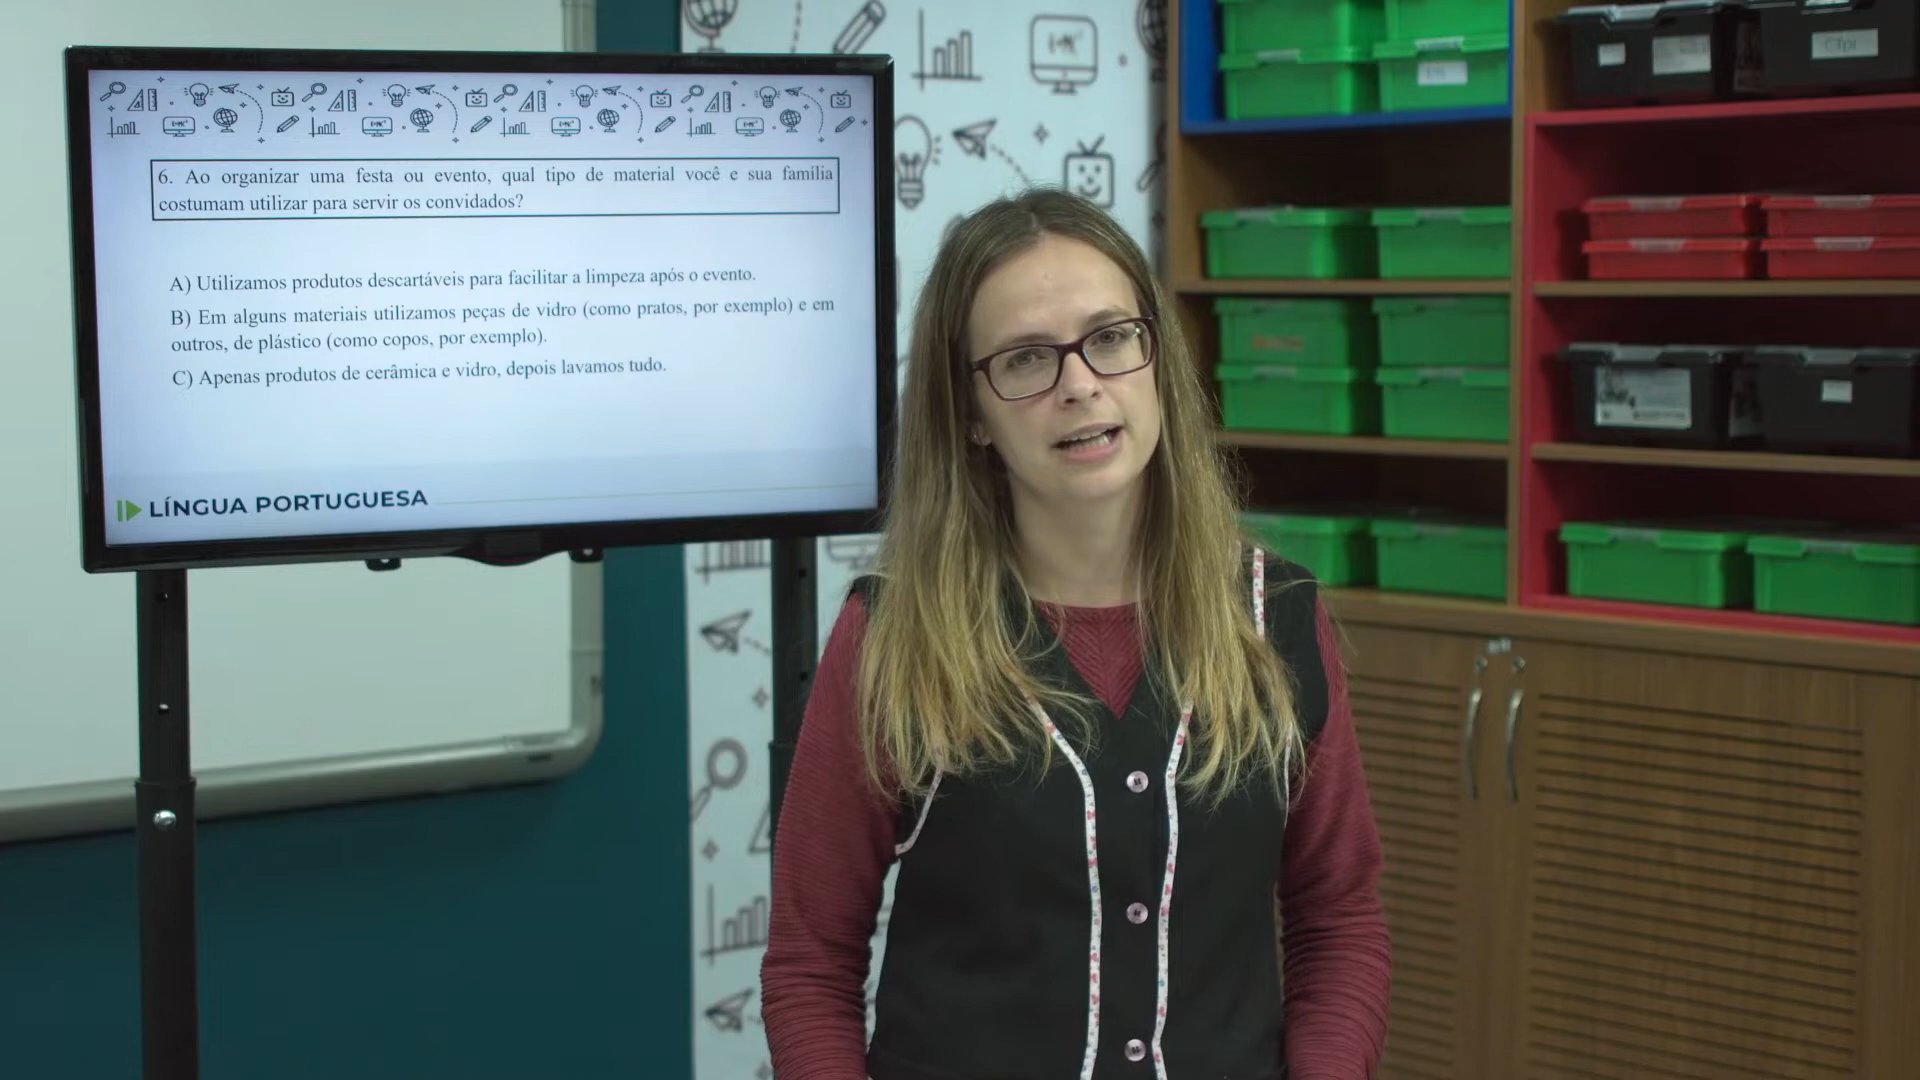 6. Ao organizar uma festa ou evento, qual tipo de material você e sua família
costumam utilizar para servir os convidados?
A) Utilizamos produtos descartáveis para facilitar a limpeza após o evento.
B) Em alguns materiais utilizamos peças de vidro (como pratos, por exemplo) e em
outros, de plástico (como copos, por exemplo).
C) Apenas produtos de cerâmica e vidro, depois lavamos tudo.
LÍNGUA PORTUGUESA